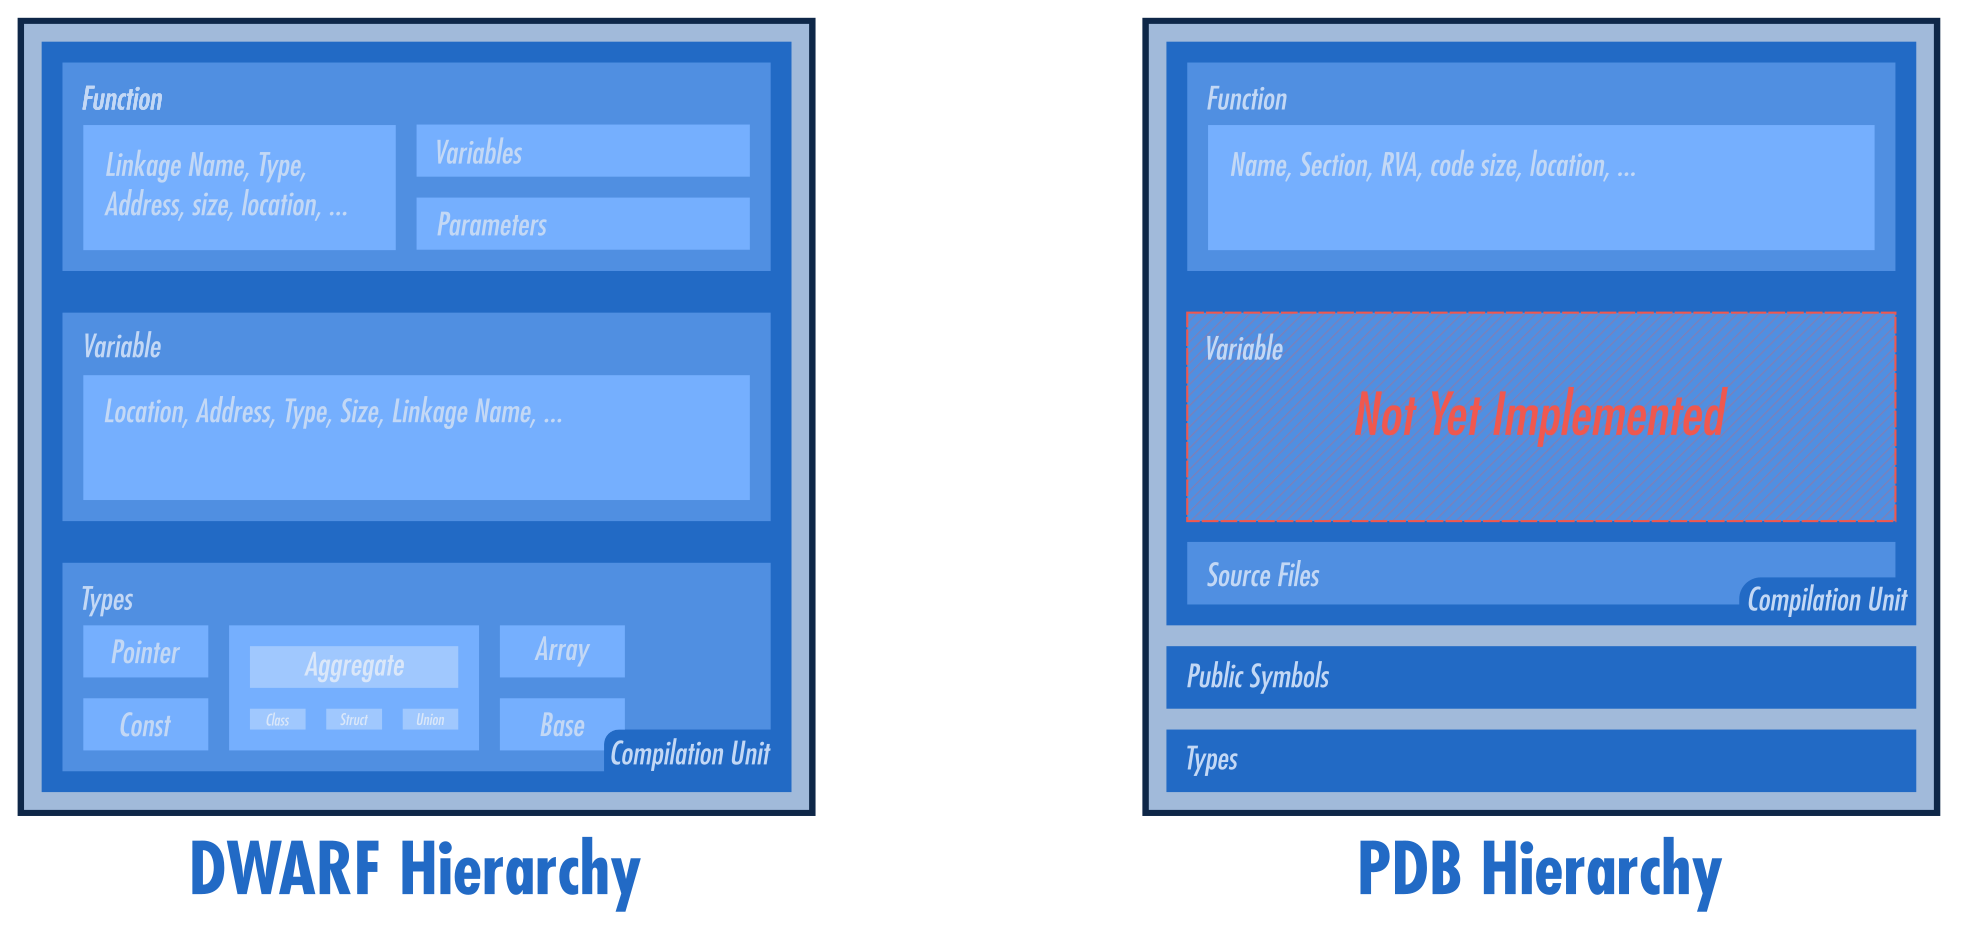 Function
Linkage Name, Type,
Address, size, location, ...
Variables
Parameters
Variable
Location, Address, Type, Size, Linkage Name, ...
Types
Pointer
Const
Aggregate
Class
Struct
Union
Array
Base
Compilation Unit
DWARF Hierarchy
Function
Name, Section, RVA, code size, location, ...
Variable
Not Yet Implemented
Source Files
Compilation Unit
Public Symbols
Types
PDB Hierarchy